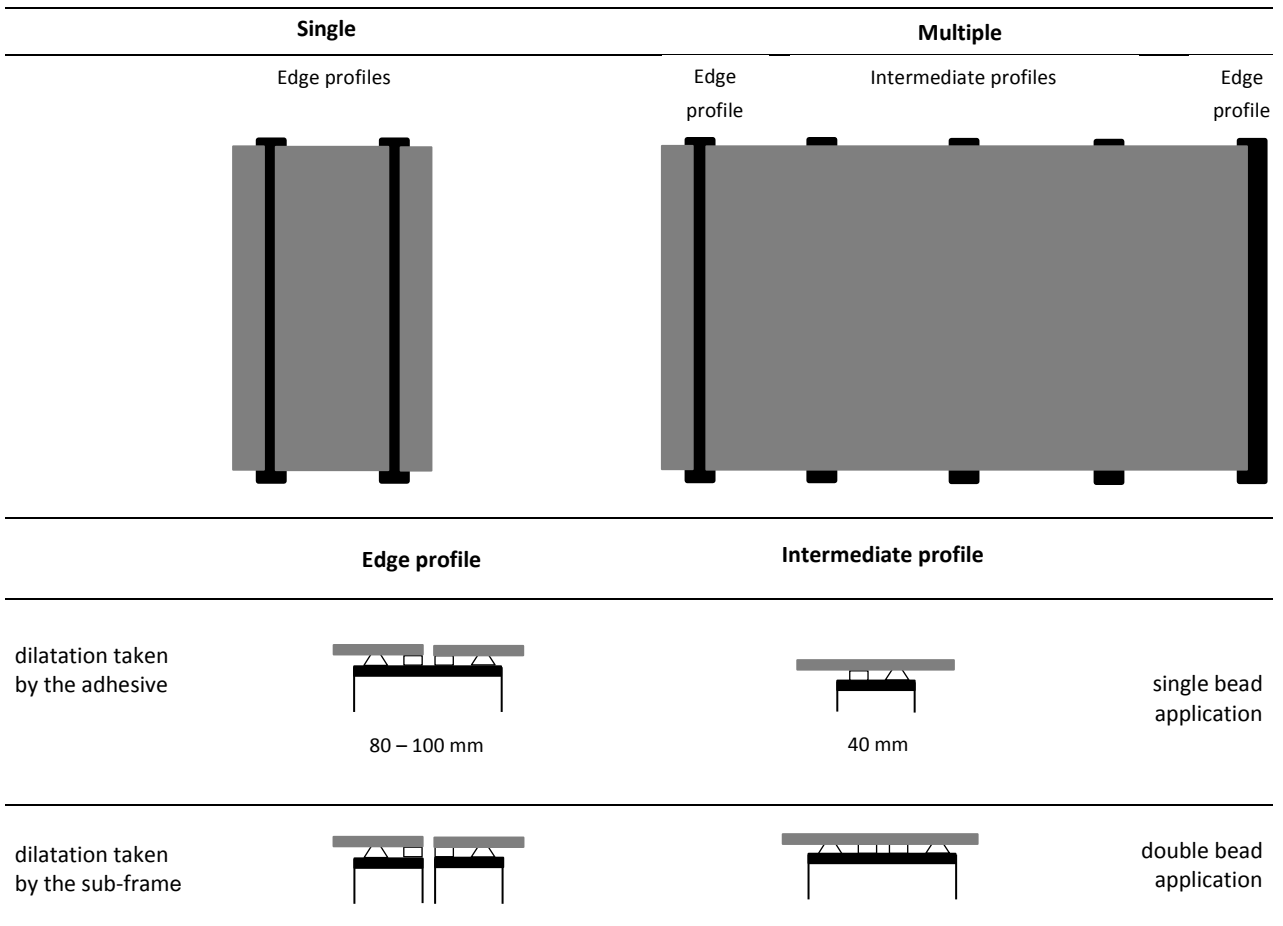 Single
Multiple
Edge profiles
Edge
profile
Intermediate profiles
Edge
profile
Edge profile
Intermediate profile
dilatation taken
by the adhesive
80 – 100 mm
40 mm
single bead
application
dilatation taken
by the sub-frame
double bead
application